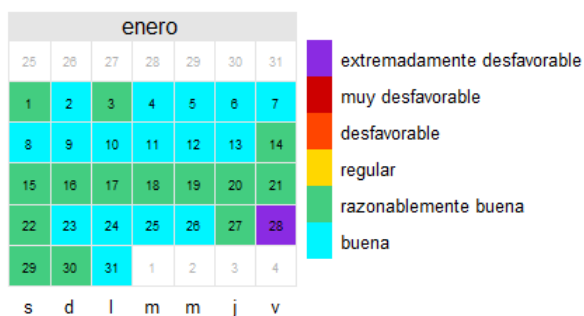 enero
25 26 27 28 29 30 31
1 2 3 4 5 6 7
8 9 10 11 12 13 14
15 16 17 18 19 20 21
22 23 24 25 26 27 28
29 30 31 1 2 3 4
s d l m m j v
extremadamente desfavorable
muy desfavorable
desfavorable
regular
razonablemente buena
buena